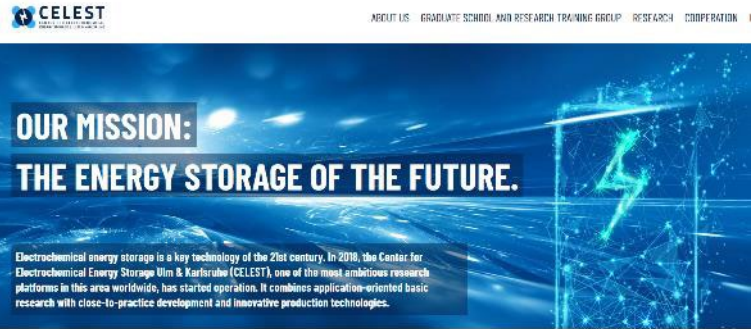 CELEST
ABOUT US GRADUATE SCHOOL AND RESEARCH TRAINING GROUP RESEARCH COOPERATION
OUR MISSION:
THE ENERGY STORAGE OF THE FUTURE.
Electrochemical energy storage is a key technology of the 21st century. In 2018, the Center for
Electrochemical Energy Storage Ulm & Karlsruhe (CELEST), one of the most ambitious research
platforms in this area worldwide, has started operation. It combines application-oriented basic
research with close-to-practice development and innovative production technologies.